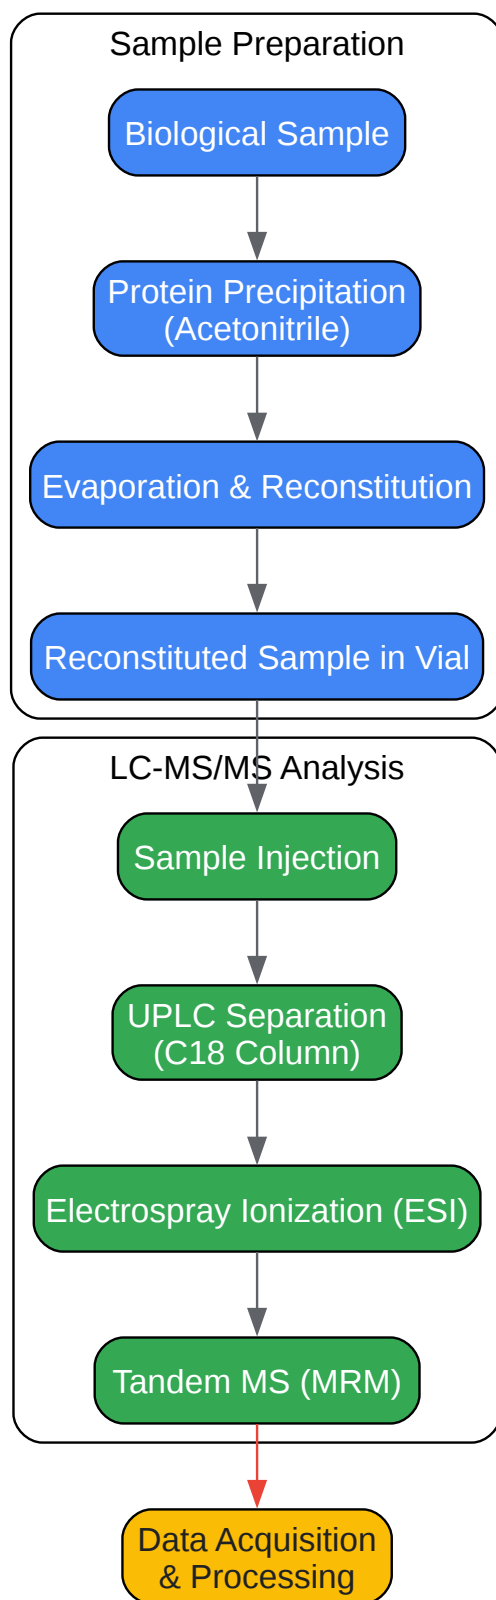 Sample Preparation
Biological Sample
Protein Precipitation
(Acetonitrile)
Evaporation & Reconstitution
Reconstituted Sample in Vial
LC-MS/MS Analysis
Sample Injection
UPLC Separation
(C18 Column)
Electrospray Ionization (ESI)
Tandem MS (MRM)
Data Acquisition
& Processing